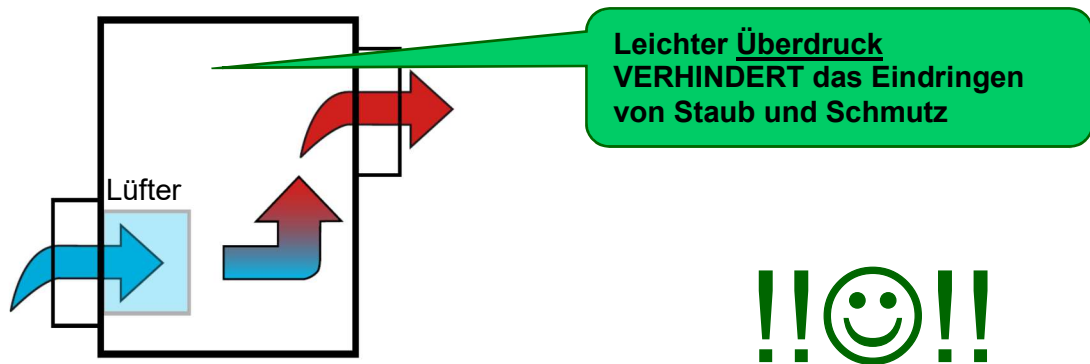 Leichter Überdruck
VERHINDERT das Eindringen
von Staub und Schmutz
Lüfter
!!☺!!